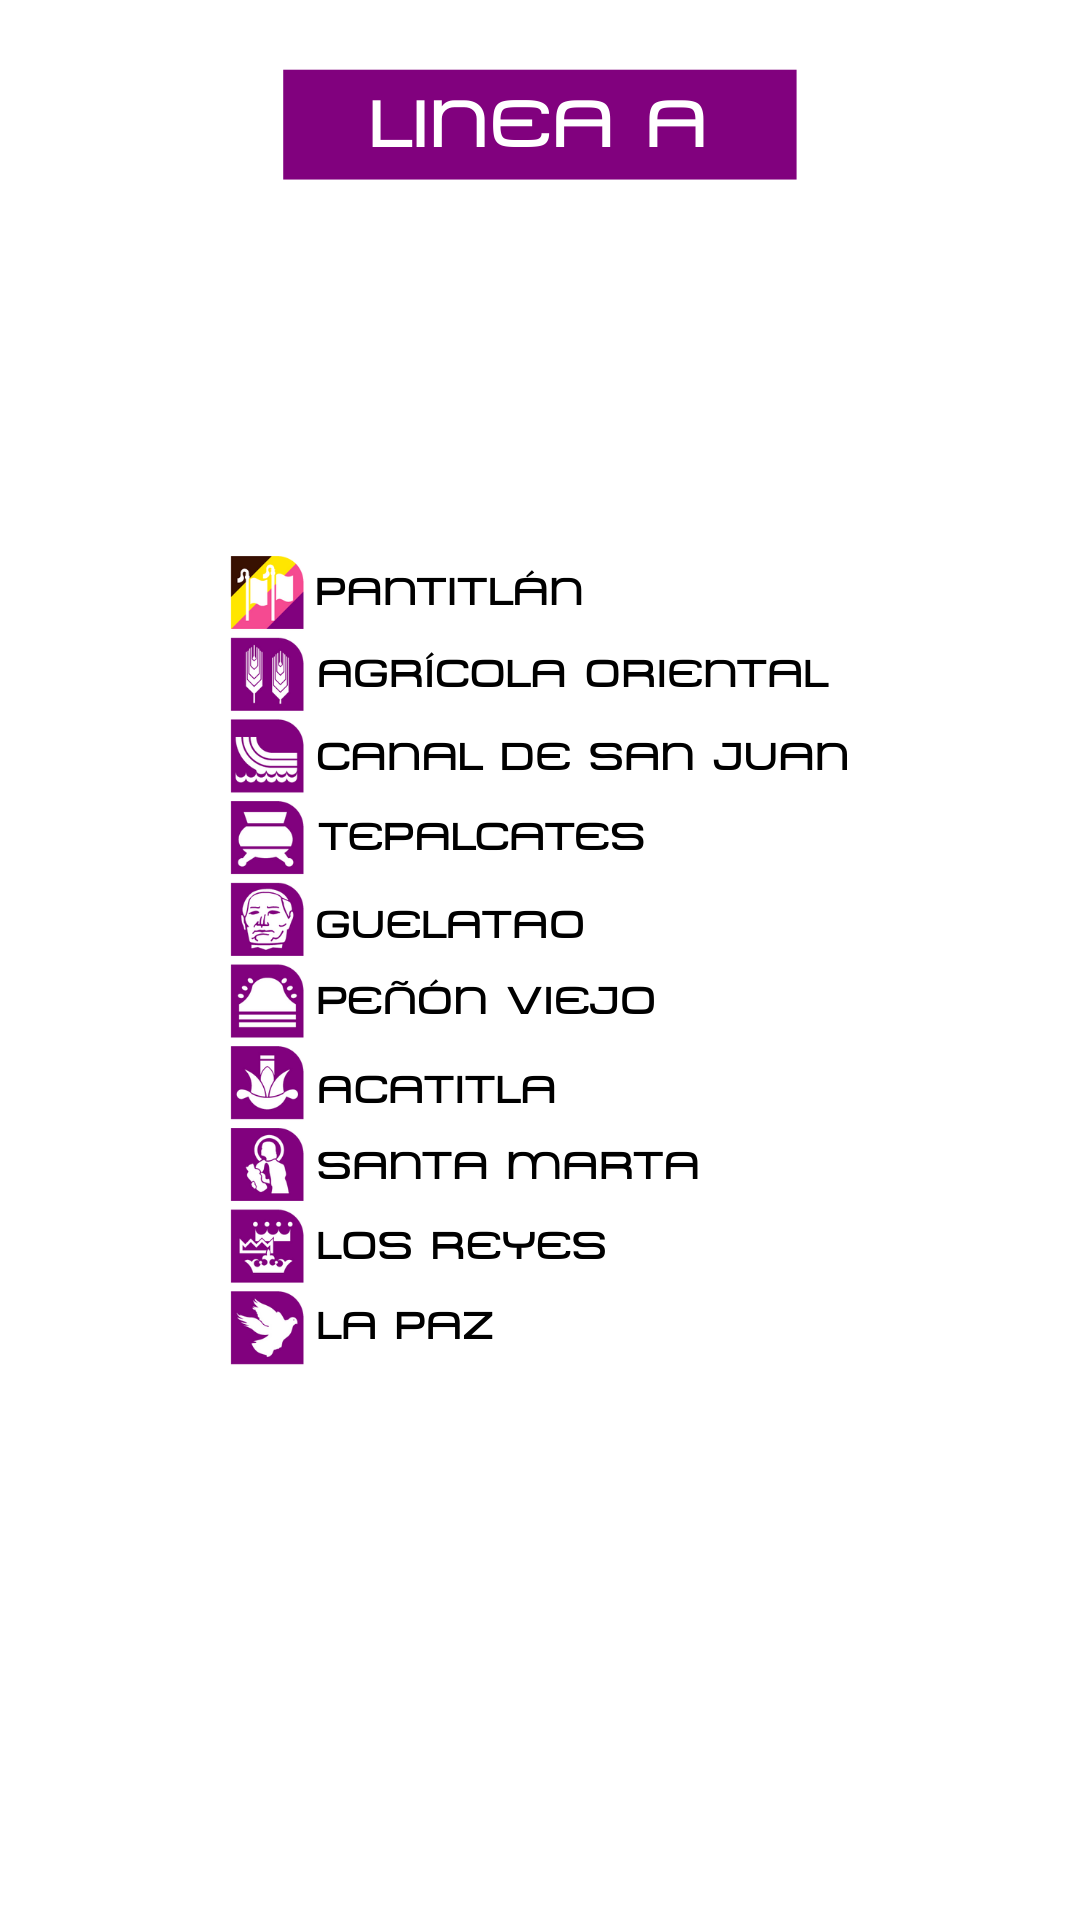 LINEA A
PANTITLÁN
AGRÍCOLA ORIENTAL
CANAL DE SAN JUAN
TEPALCATES
GUELATAO
PEÑÓN VIEJO
ACATITLA
SANTA MARTA
LOS REYES
LA PAZ